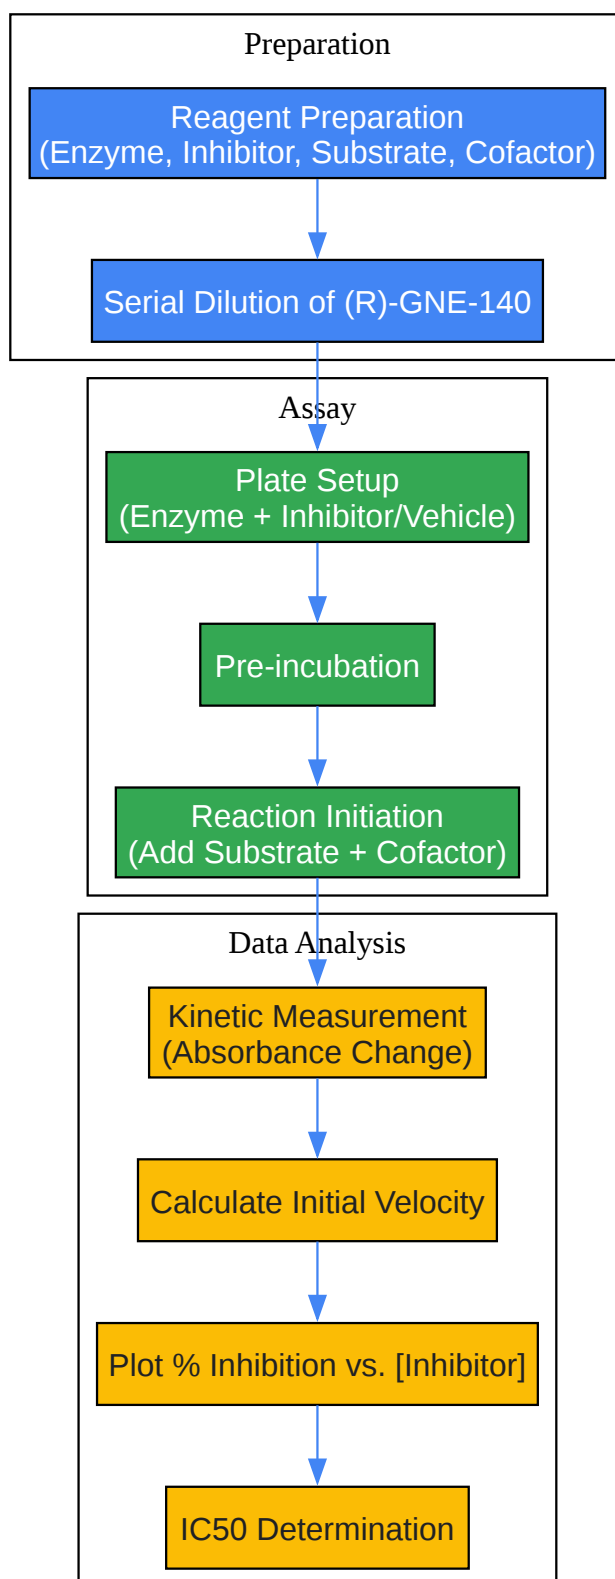 Preparation
Reagent Preparation
(Enzyme, Inhibitor, Substrate, Cofactor)
Serial Dilution of (R)-GNE-140
Assay
Plate Setup
(Enzyme + Inhibitor/Vehicle)
Pre-incubation
Reaction Initiation
(Add Substrate + Cofactor)
Data Analysis
Kinetic Measurement
(Absorbance Change)
Calculate Initial Velocity
Plot % Inhibition vs. [Inhibitor]
IC50 Determination